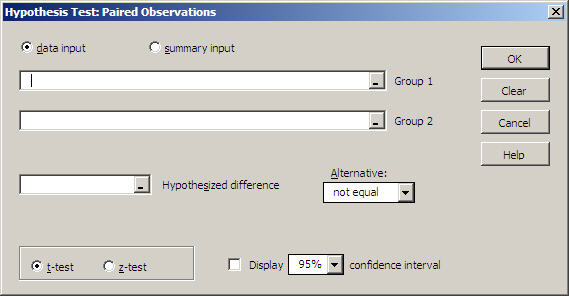 Hypothesis Test: Paired Observations
data input
summary input
OK
Group 1
Clear
Group 2
Cancel
Help
Alternative:
Hypothesized difference
not equal
t-test
z-test
Display 95% confidence interval